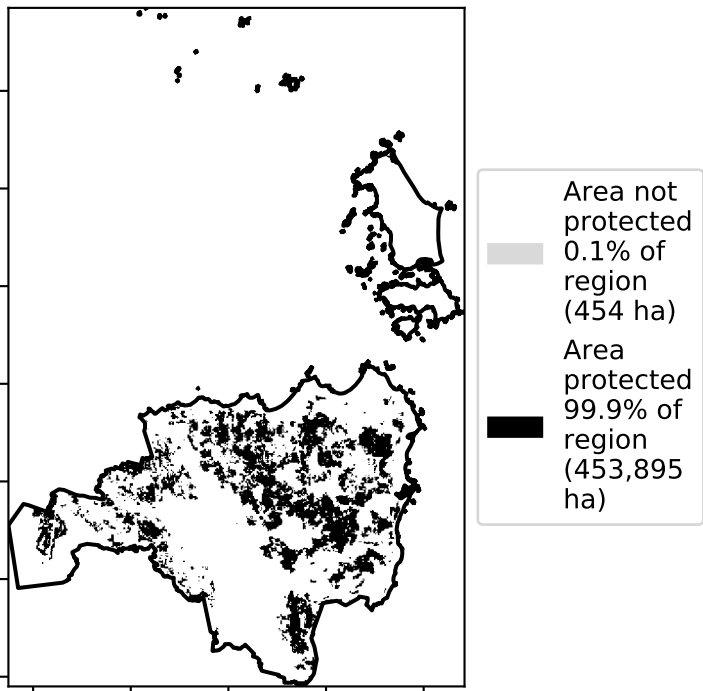 Area not
protected
0.1% of
region
(454 ha)
Area
protected
99.9% of
region
(453,895
ha)